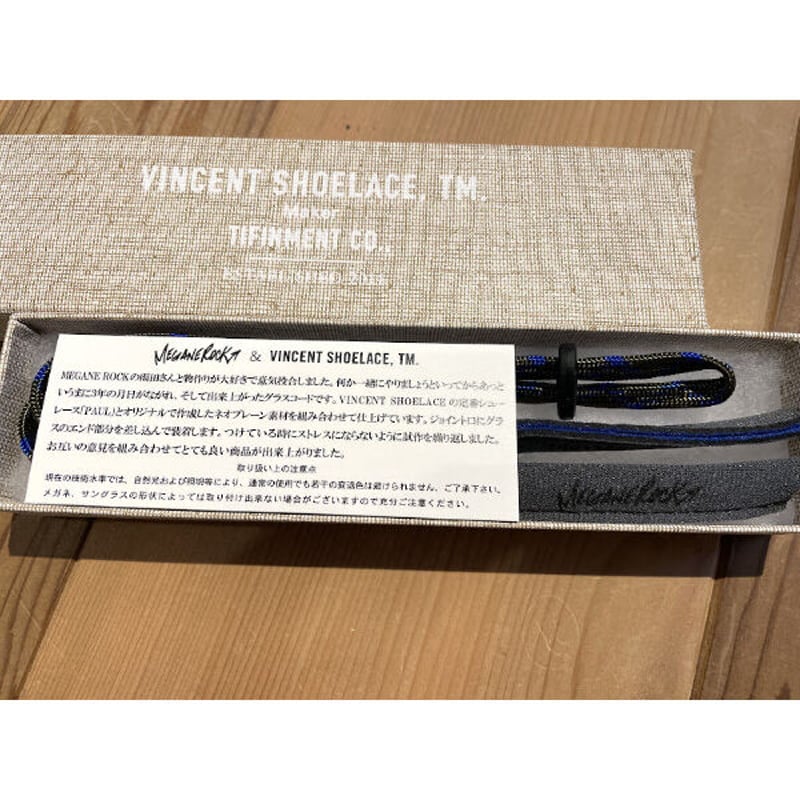 VINCENT SHOELACE, TM.
Maker
TIFINMENT CO.,
ESTABLISHED 2013
MEGANE ROCK & VINCENT SHOELACE, TM.
MEGANE ROCKの雨田さんと物作りが大好きで意気投合しました。何か一緒にやりましょうといってからあっと
いうまに3年の月日がながれ、そして出来上がったグラスコードです。VINCENT SHOELACEの定番シュー
レース(PAUL)とオリジナルで作成したネオプレーン素材を組み合わせて仕上げています。ジョイント口にグラ
スのエンド部分を差し込んで装着します。つけている時にストレスにならないように試作を繰り返しました。
お互いの意見を組み合わせてとても良い商品が出来上がりました。
取り扱い上の注意点
現在の技術水準では、自然光および照明等により、通常の使用でも若干の変退色は避けられません、ご了承下さい。
メガネ、サングラスの形状によっては取り付け出来ない場合がございますので充分ご注意ください。
MEGANE ROCK